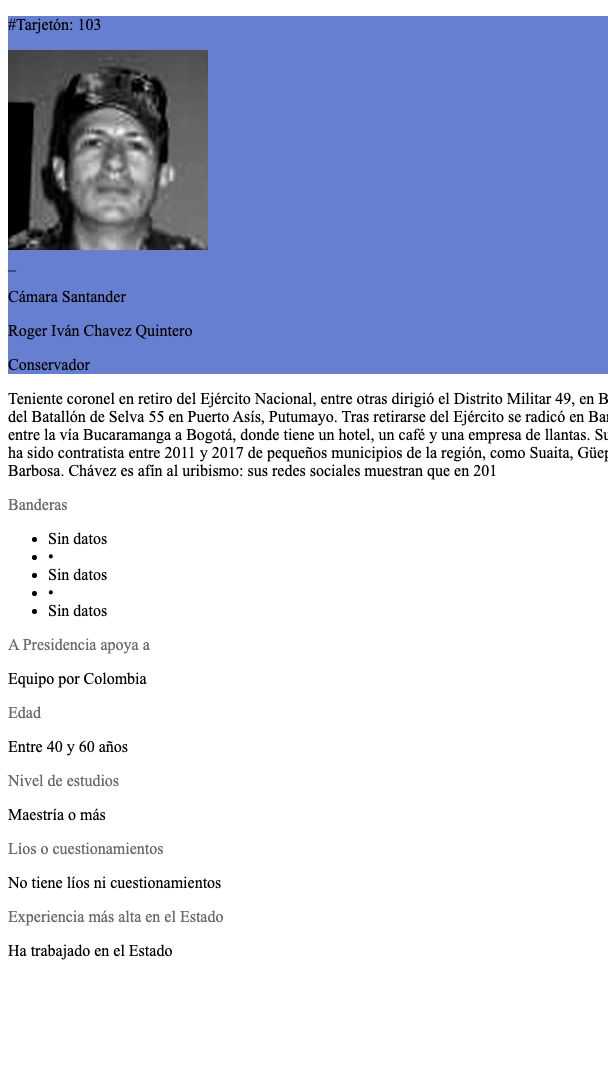 #Tarjetón: 103
_
Cámara Santander
Roger Iván Chavez Quintero
Conservador
Teniente coronel en retiro del Ejército Nacional, entre otras dirigió el Distrito Militar 49, en B
del Batallón de Selva 55 en Puerto Asís, Putumayo. Tras retirarse del Ejército se radicó en Bar
entre la vía Bucaramanga a Bogotá, donde tiene un hotel, un café y una empresa de llantas. Su
ha sido contratista entre 2011 y 2017 de pequeños municipios de la región, como Suaita, Güep
Barbosa. Chávez es afín al uribismo: sus redes sociales muestran que en 201
Banderas
• Sin datos
• •
• Sin datos
• •
• Sin datos
A Presidencia apoya a
Equipo por Colombia
Edad
Entre 40 y 60 años
Nivel de estudios
Maestría o más
Líos o cuestionamientos
No tiene líos ni cuestionamientos
Experiencia más alta en el Estado
Ha trabajado en el Estado